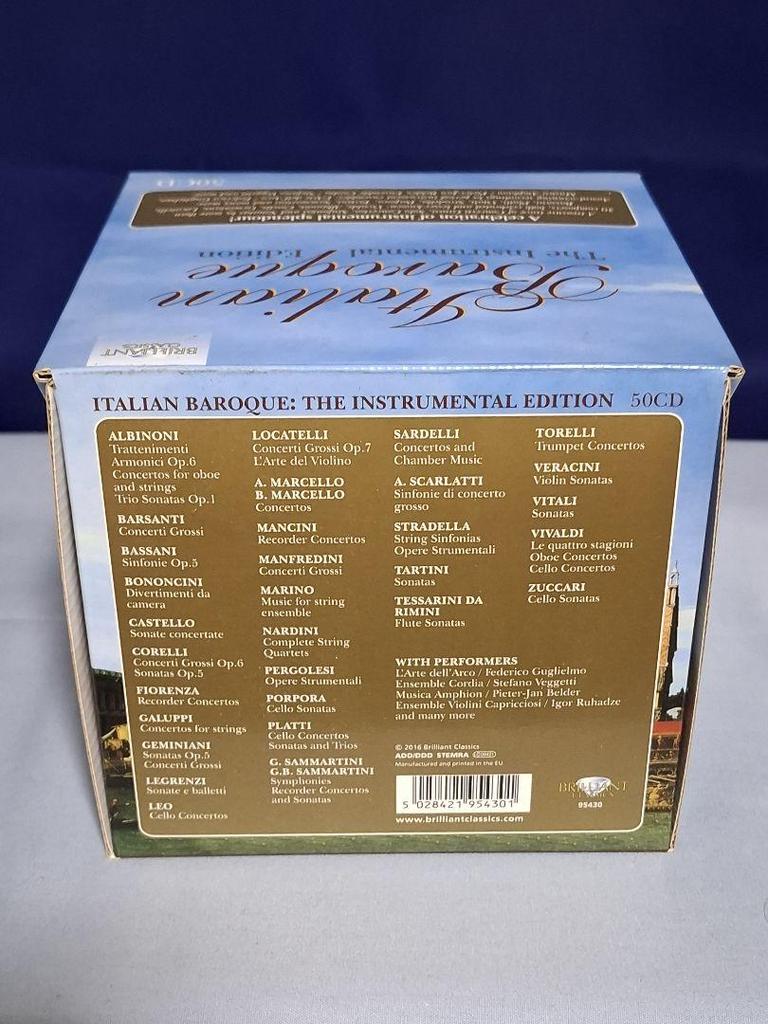 50CD
A celebration of instrumental splendour!
The Instrumental Edition
Italian
Baroque
BRILLIANT
CLASSICS
ITALIAN BAROQUE: THE INSTRUMENTAL EDITION 50CD
ALBINONI
Trattenimenti
Armonici Op.6
Concertos for oboe
and strings
Trio Sonatas Op.1
BARSANTI
Concerti Grossi
BASSANI
Sinfonie Op.5
BONONCINI
Divertimenti da
camera
CASTELLO
Sonate concertate
CORELLI
Concerti Grossi Op.6
Sonatas Op.5
FIORENZA
Recorder Concertos
GALUPPI
Concertos for strings
GEMINIANI
Sonatas Op.5
Concerti Grossi
LEGRENZI
Sonate e balletti
LEO
Cello Concertos
LOCATELLI
Concerti Grossi Op.7
L'Arte del Violino
A. MARCELLO
B. MARCELLO
Concertos
MANCINI
Recorder Concertos
MANFREDINI
Concerti Grossi
MARINO
Music for string
ensemble
NARDINI
Complete String
Quartets
PERGOLESI
Opere Strumentali
PORPORA
Cello Sonatas
PLATTI
Cello Concertos
Sonatas and Trios
G. SAMMARTINI
G.B. SAMMARTINI
Symphonies
Recorder Concertos
and Sonatas
SARDELLI
Concertos and
Chamber Music
A. SCARLATTI
Sinfonie di concerto
grosso
STRADELLA
String Sinfonias
Opere Strumentali
TARTINI
Sonatas
TESSARINI DA
RIMINI
Flute Sonatas
TORELLI
Trumpet Concertos
VERACINI
Violin Sonatas
VITALI
Sonatas
VIVALDI
Le quattro stagioni
Oboe Concertos
Cello Concertos
ZUCCARI
Cello Sonatas
WITH PERFORMERS
L'Arte dell'Arco / Federico Guglielmo
Ensemble Cordia / Stefano Veggetti
Musica Amphion / Pieter-Jan Belder
Ensemble Violini Capricciosi / Igor Ruhadze
and many more
© 2016 Brilliant Classics
ADD/DDD STEMRA
Manufactured and printed in the EU
5 028421 954301
www.brilliantclassics.com
BRILLIANT
CLASSICS
95430